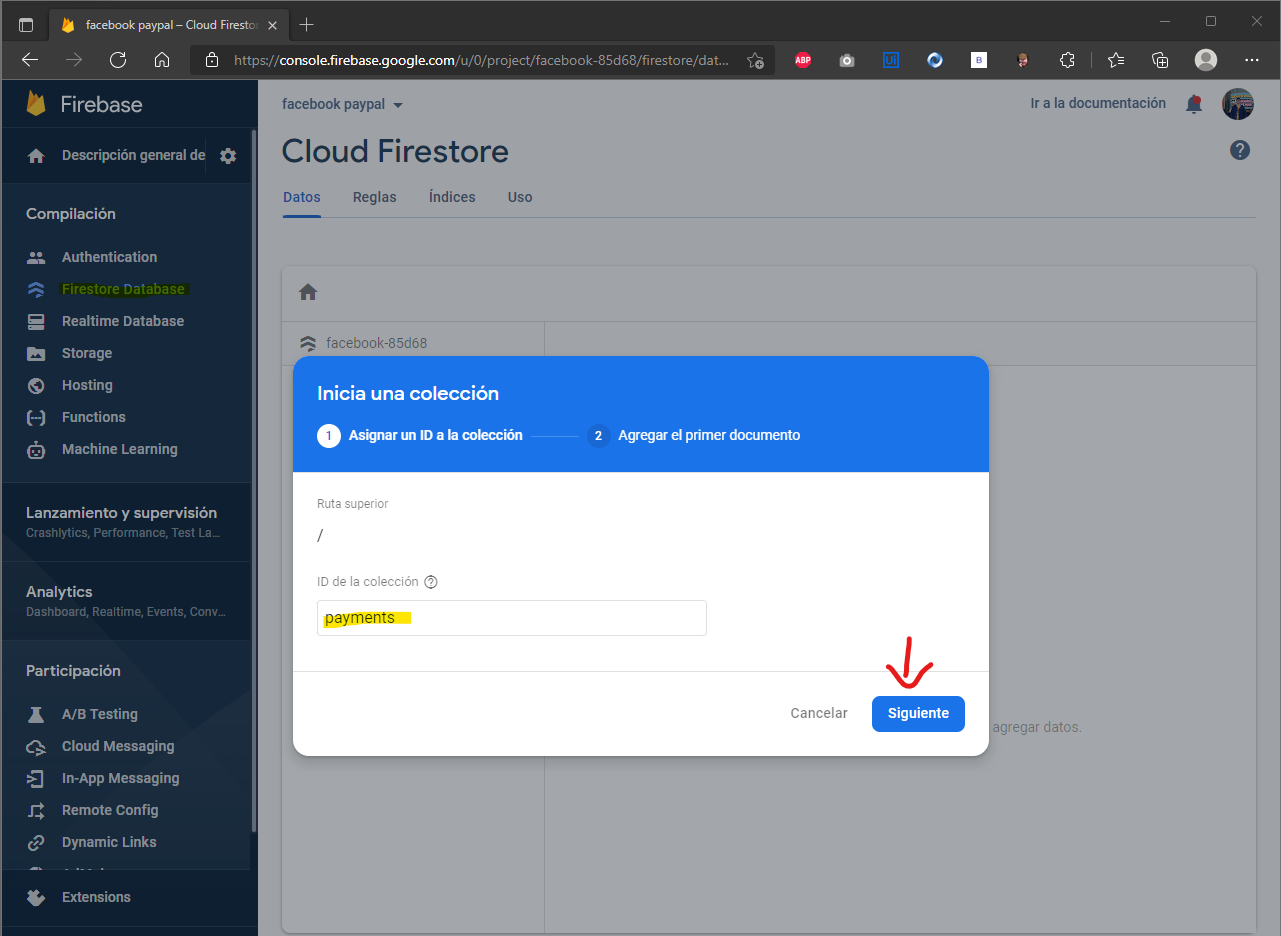 facebook paypal – Cloud Firesto
https://console.firebase.google.com/u/0/project/facebook-85d68/firestore/dat...
ABP
Ui
B
Firebase
facebook paypal
Ir a la documentación
Descripción general de
Cloud Firestore
Datos Reglas Índices Uso
Compilación
Authentication
Firestore Database
Realtime Database
Storage
Hosting
Functions
Machine Learning
facebook-85d68
Inicia una colección
1 Asignar un ID a la colección 2 Agregar el primer documento
Ruta superior
/
ID de la colección
payments
Cancelar Siguiente
agregar datos.
Lanzamiento y supervisión
Crashlytics, Performance, Test La...
Analytics
Dashboard, Realtime, Events, Conv...
Participación
A/B Testing
Cloud Messaging
In-App Messaging
Remote Config
Dynamic Links
Extensions